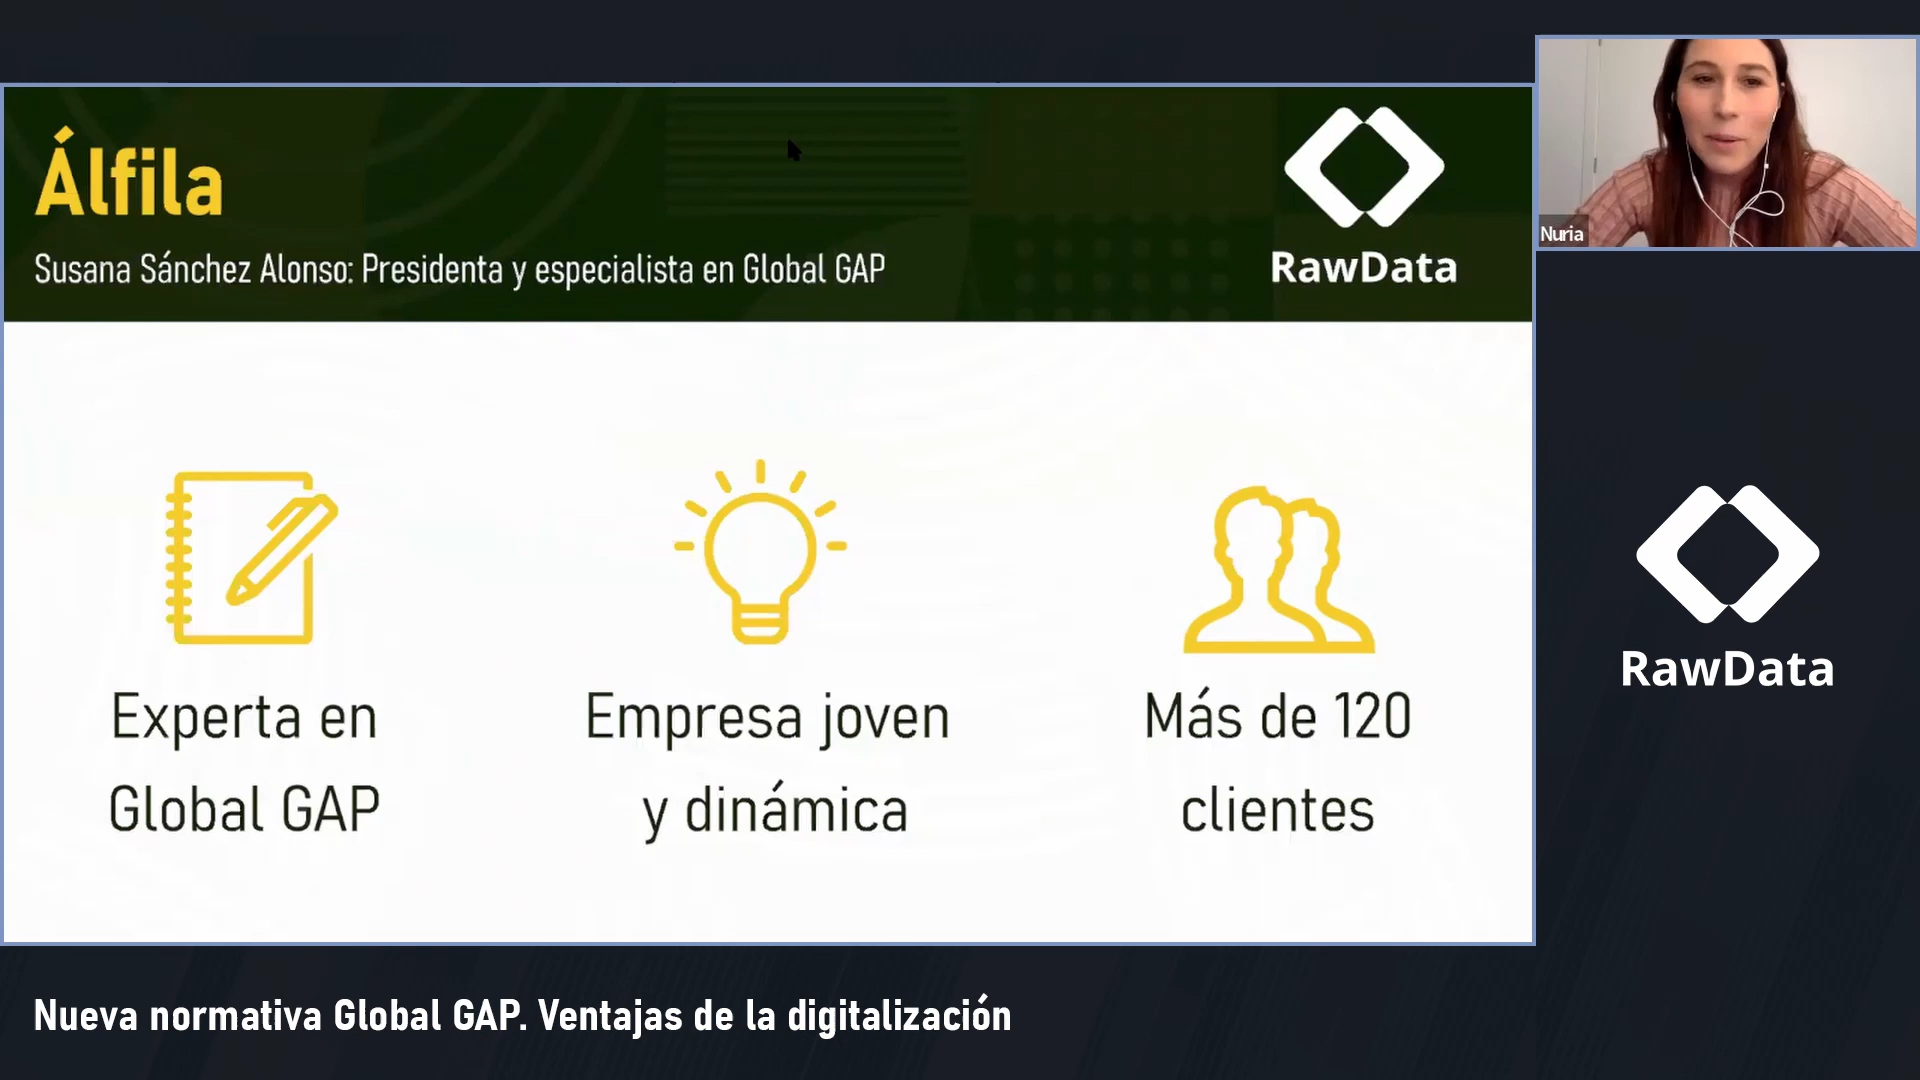 Álfila
Susana Sánchez Alonso: Presidenta y especialista en Global GAP
RawData
Nuria
Experta en
Global GAP
Empresa joven
y dinámica
Más de 120
clientes
RawData
Nueva normativa Global GAP. Ventajas de la digitalización